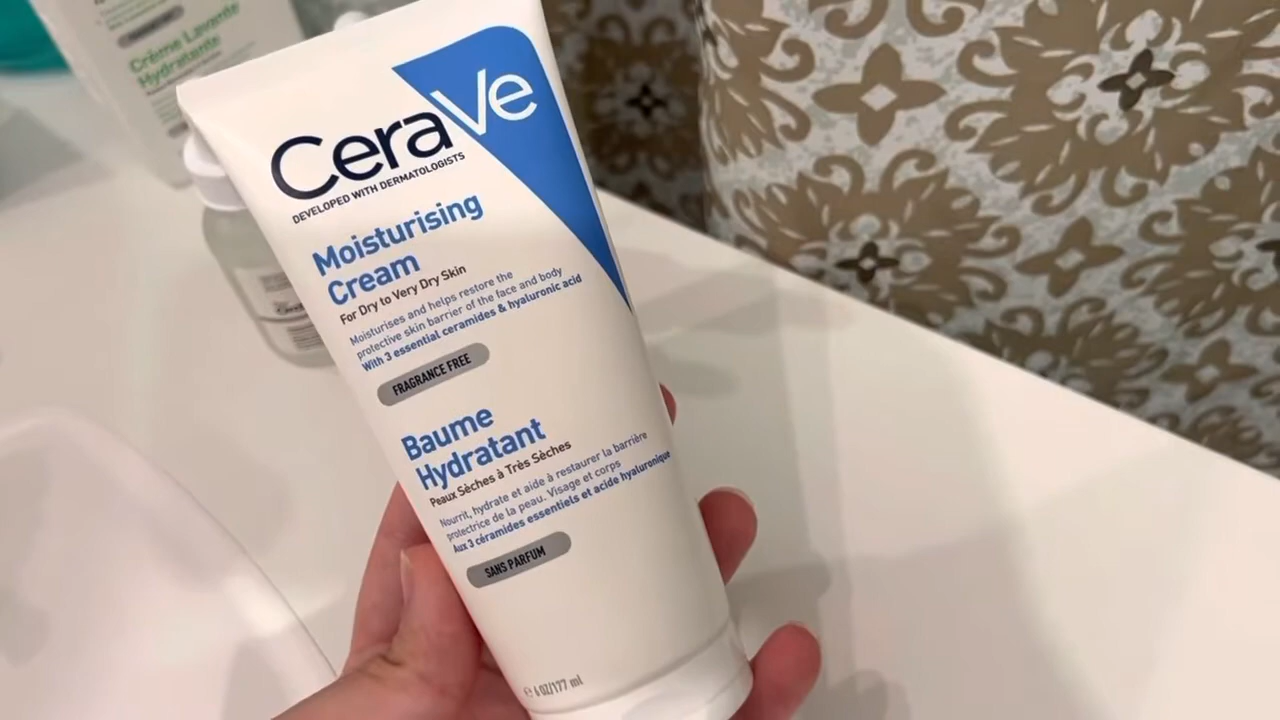 Crème Lavante
Hydratante
CeraVe
DEVELOPED WITH DERMATOLOGISTS
Moisturising
Cream
For Dry to Very Dry Skin
Moisturises and helps restore the
protective skin barrier of the face and body
With 3 essential ceramides & hyaluronic acid
FRAGRANCE FREE
Baume
Hydratant
Peaux Sèches à Très Sèches
Nourrit, hydrate et aide à restaurer la barrière
protectrice de la peau. Visage et corps
Aux 3 céramides essentiels et acide hyaluronique
SANS PARFUM
℮ 6 OZ/177 ml